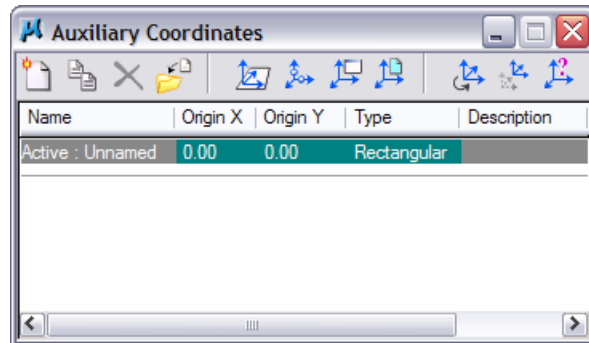 Auxiliary Coordinates
Name Origin X Origin Y Type Description
Active : Unnamed 0.00 0.00 Rectangular